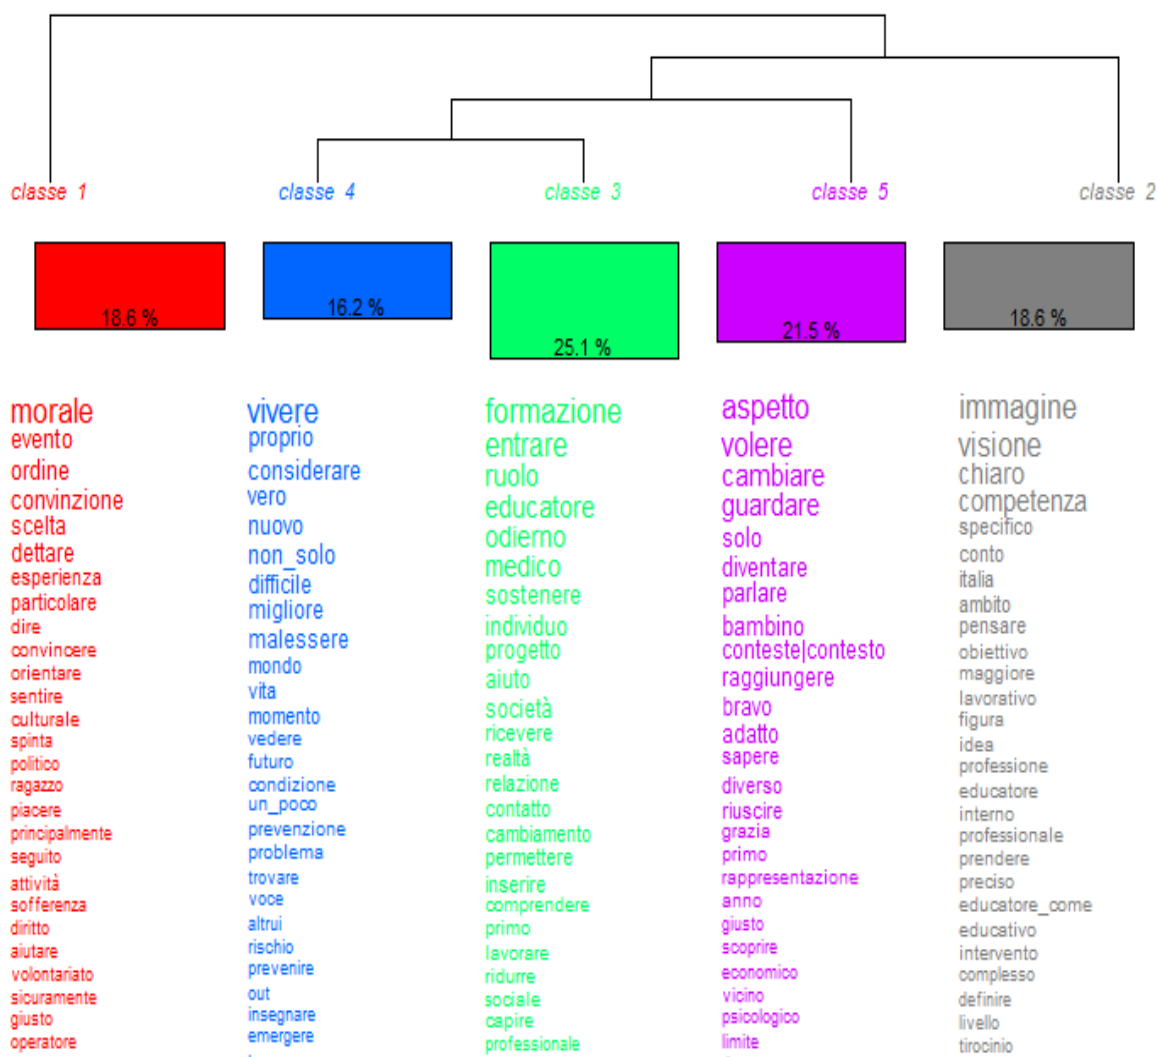 classe 1
classe 4
classe 3
classe 5
classe 2
18.6 %
16.2 %
25.1 %
21.5 %
18.6 %
morale
evento
ordine
convinzione
scelta
dettare
esperienza
particolare
dire
convincere
orientare
sentire
culturale
spinta
politico
ragazzo
piacere
principalmente
seguito
attività
sofferenza
diritto
aiutare
volontariato
sicuramente
giusto
operatore
vivere
proprio
considerare
vero
nuovo
non_solo
difficile
migliore
malessere
mondo
vita
momento
vedere
futuro
condizione
un_poco
prevenzione
problema
trovare
voce
altrui
rischio
prevenire
out
insegnare
emergere
formazione
entrare
ruolo
educatore
odierno
medico
sostenere
individuo
progetto
aiuto
società
ricevere
realtà
relazione
contatto
cambiamento
permettere
inserire
comprendere
primo
lavorare
ridurre
sociale
capire
professionale
aspetto
volere
cambiare
guardare
solo
diventare
parlare
bambino
conteste|contesto
raggiungere
bravo
adatto
sapere
diverso
riuscire
grazia
primo
rappresentazione
anno
giusto
scoprire
economico
vicino
psicologico
limite
immagine
visione
chiaro
competenza
specifico
conto
italia
ambito
pensare
obiettivo
maggiore
lavorativo
figura
idea
professione
educatore
interno
professionale
prendere
preciso
educatore_come
educativo
intervento
complesso
definire
livello
tirocinio